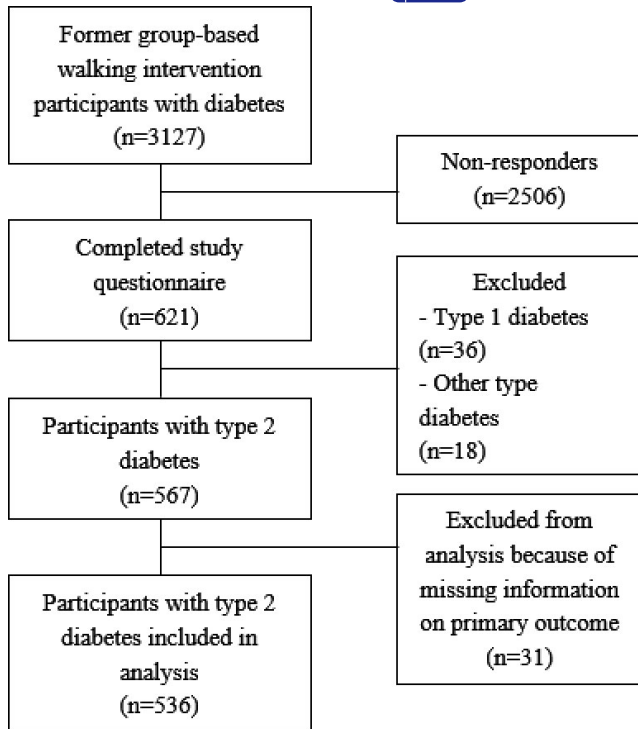 Former group-based
walking intervention
participants with diabetes
(n=3127)
Non-responders
(n=2506)
Completed study
questionnaire
(n=621)
Excluded
- Type 1 diabetes
(n=36)
- Other type
diabetes
(n=18)
Participants with type 2
diabetes
(n=567)
Excluded from
analysis because of
missing information
on primary outcome
(n=31)
Participants with type 2
diabetes included in
analysis
(n=536)